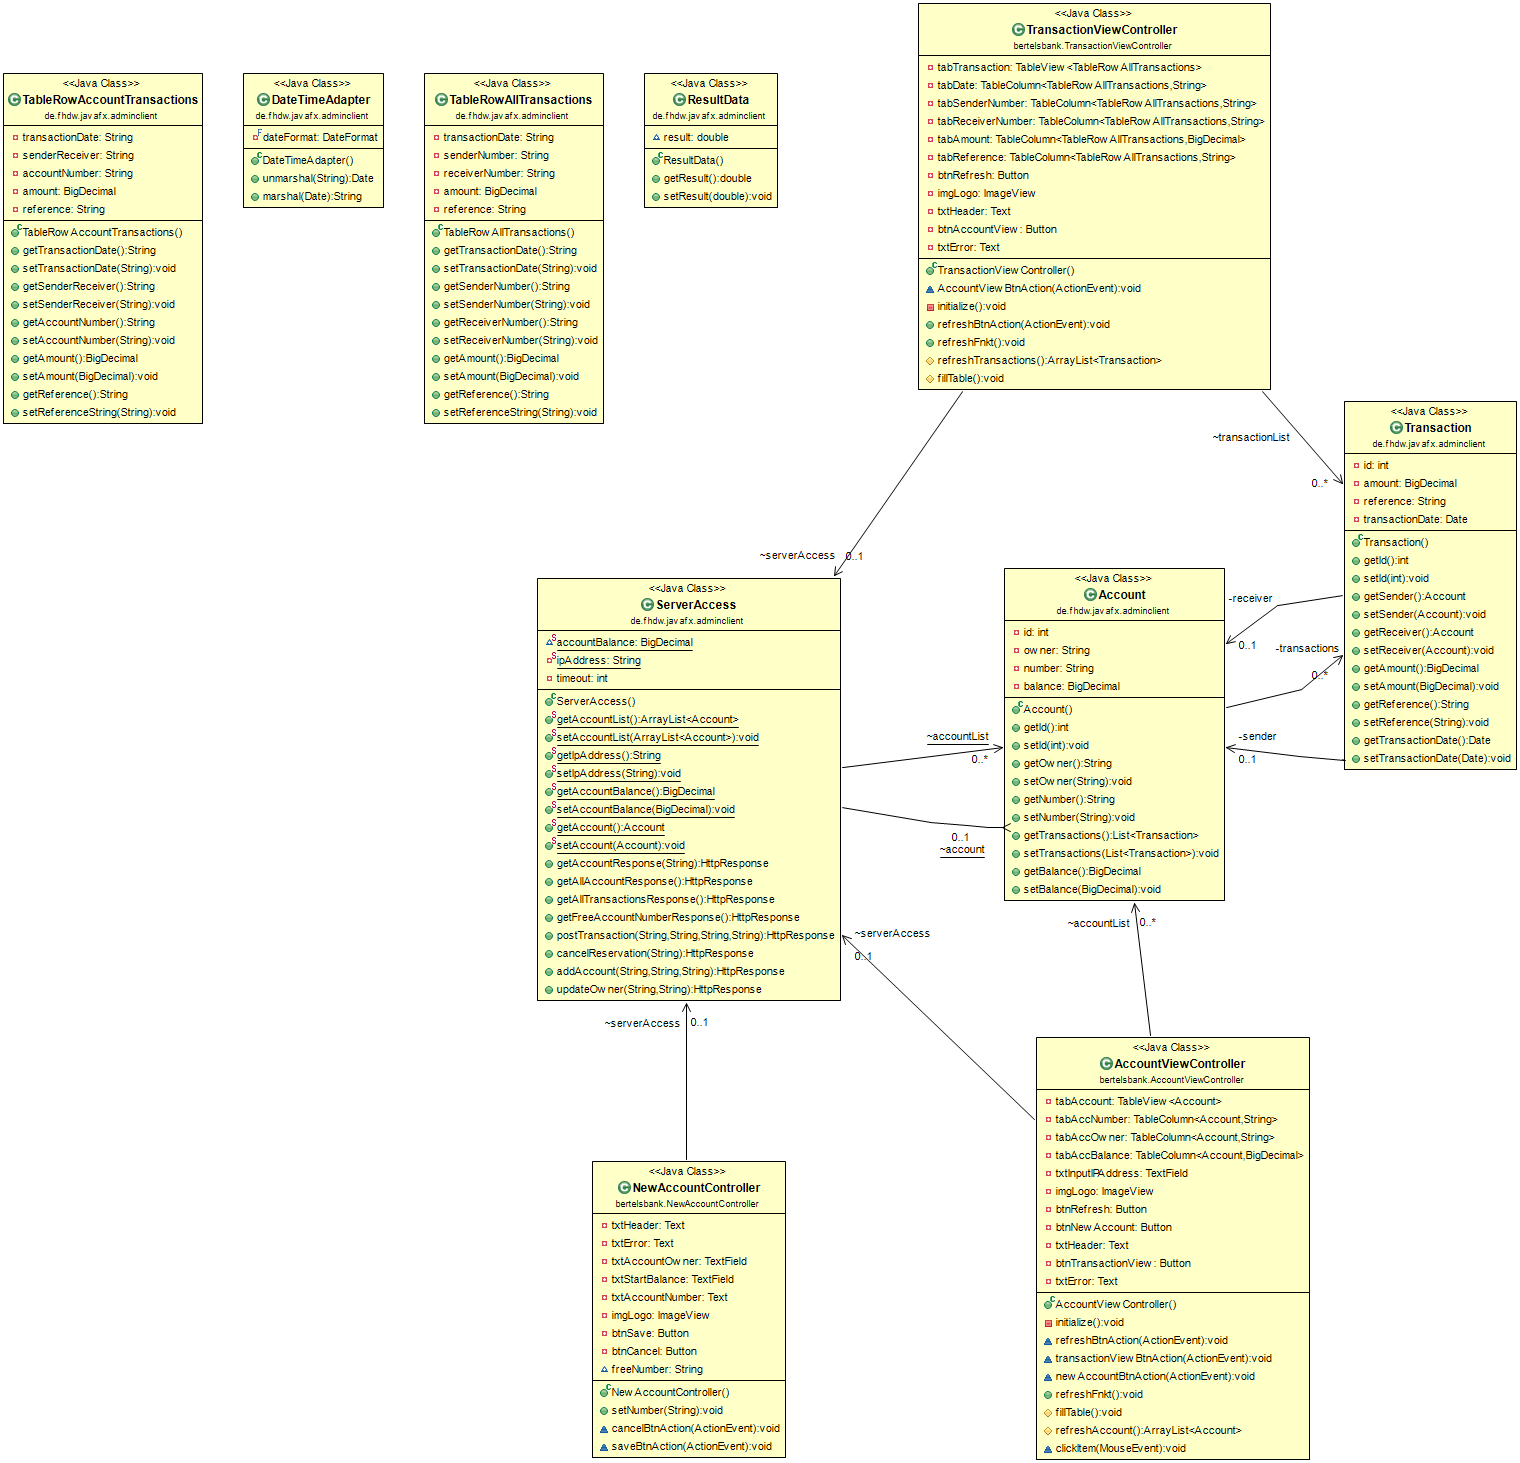 <<Java Class>>
TransactionViewController
bertelsbank.TransactionViewController
tabTransaction: TableView<TableRowAllTransactions>
tabDate: TableColumn<TableRowAllTransactions,String>
tabSenderNumber: TableColumn<TableRowAllTransactions,String>
tabReceiverNumber: TableColumn<TableRowAllTransactions,String>
tabAmount: TableColumn<TableRowAllTransactions,BigDecimal>
tabReference: TableColumn<TableRowAllTransactions,String>
btnRefresh: Button
imgLogo: ImageView
txtHeader: Text
btnAccountView: Button
txtError: Text
TransactionViewController()
AccountViewBtnAction(ActionEvent):void
initialize():void
refreshBtnAction(ActionEvent):void
refreshFnkt():void
refreshTransactions():ArrayList<Transaction>
fillTable():void
<<Java Class>>
TableRowAccountTransactions
de.fhdw.javafx.adminclient
transactionDate: String
senderReceiver: String
accountNumber: String
amount: BigDecimal
reference: String
TableRowAccountTransactions()
getTransactionDate():String
setTransactionDate(String):void
getSenderReceiver():String
setSenderReceiver(String):void
getAccountNumber():String
setAccountNumber(String):void
getAmount():BigDecimal
setAmount(BigDecimal):void
getReference():String
setReferenceString(String):void
<<Java Class>>
DateTimeAdapter
de.fhdw.javafx.adminclient
dateFormat: DateFormat
DateTimeAdapter()
unmarshal(String):Date
marshal(Date):String
<<Java Class>>
TableRowAllTransactions
de.fhdw.javafx.adminclient
transactionDate: String
senderNumber: String
receiverNumber: String
amount: BigDecimal
reference: String
TableRowAllTransactions()
getTransactionDate():String
setTransactionDate(String):void
getSenderNumber():String
setSenderNumber(String):void
getReceiverNumber():String
setReceiverNumber(String):void
getAmount():BigDecimal
setAmount(BigDecimal):void
getReference():String
setReferenceString(String):void
<<Java Class>>
ResultData
de.fhdw.javafx.adminclient
result: double
ResultData()
getResult():double
setResult(double):void
~transactionList
0..*
<<Java Class>>
Transaction
de.fhdw.javafx.adminclient
id: int
amount: BigDecimal
reference: String
transactionDate: Date
Transaction()
getId():int
setId(int):void
getSender():Account
setSender(Account):void
getReceiver():Account
setReceiver(Account):void
getAmount():BigDecimal
setAmount(BigDecimal):void
getReference():String
setReference(String):void
getTransactionDate():Date
setTransactionDate(Date):void
~serverAccess
0..1
<<Java Class>>
ServerAccess
de.fhdw.javafx.adminclient
accountBalance: BigDecimal
ipAddress: String
timeout: int
ServerAccess()
getAccountList():ArrayList<Account>
setAccountList(ArrayList<Account>):void
getIpAddress():String
setIpAddress(String):void
getAccountBalance():BigDecimal
setAccountBalance(BigDecimal):void
getAccount():Account
setAccount(Account):void
getAccountResponse(String):HttpResponse
getAllAccountResponse():HttpResponse
getAllTransactionsResponse():HttpResponse
getFreeAccountNumberResponse():HttpResponse
postTransaction(String,String,String,String):HttpResponse
cancelReservation(String):HttpResponse
addAccount(String,String,String):HttpResponse
updateOwner(String,String):HttpResponse
<<Java Class>>
Account
de.fhdw.javafx.adminclient
id: int
owner: String
number: String
balance: BigDecimal
Account()
getId():int
setId(int):void
getOwner():String
setOwner(String):void
getNumber():String
setNumber(String):void
getTransactions():List<Transaction>
setTransactions(List<Transaction>):void
getBalance():BigDecimal
setBalance(BigDecimal):void
-receiver
0..1
-transactions
0..*
-sender
0..1
~accountList
0..*
0..1
~account
~accountList
0..*
~serverAccess
0..1
~serverAccess
0..1
<<Java Class>>
AccountViewController
bertelsbank.AccountViewController
tabAccount: TableView<Account>
tabAccNumber: TableColumn<Account,String>
tabAccOwner: TableColumn<Account,String>
tabAccBalance: TableColumn<Account,BigDecimal>
txtInputIPAddress: TextField
imgLogo: ImageView
btnRefresh: Button
btnNewAccount: Button
txtHeader: Text
btnTransactionView: Button
txtError: Text
AccountViewController()
initialize():void
refreshBtnAction(ActionEvent):void
transactionViewBtnAction(ActionEvent):void
newAccountBtnAction(ActionEvent):void
refreshFnkt():void
fillTable():void
refreshAccount():ArrayList<Account>
clickItem(MouseEvent):void
<<Java Class>>
NewAccountController
bertelsbank.NewAccountController
txtHeader: Text
txtError: Text
txtAccountOwner: TextField
txtStartBalance: TextField
txtAccountNumber: Text
imgLogo: ImageView
btnSave: Button
btnCancel: Button
freeNumber: String
NewAccountController()
setNumber(String):void
cancelBtnAction(ActionEvent):void
saveBtnAction(ActionEvent):void